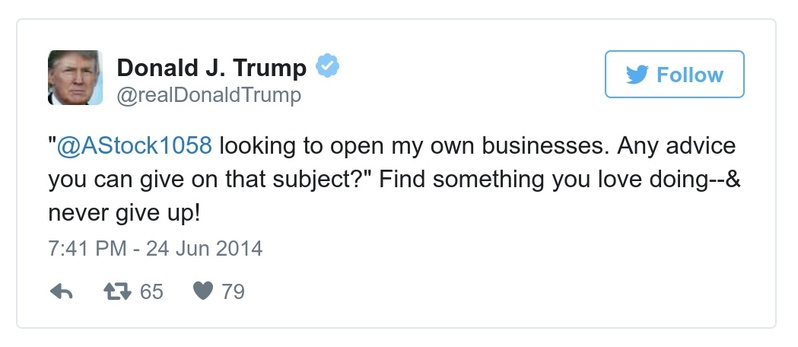 Donald J. Trump
@realDonaldTrump
Follow
"@AStock1058 looking to open my own businesses. Any advice
you can give on that subject?" Find something you love doing--&
never give up!
7:41 PM - 24 Jun 2014
65 79